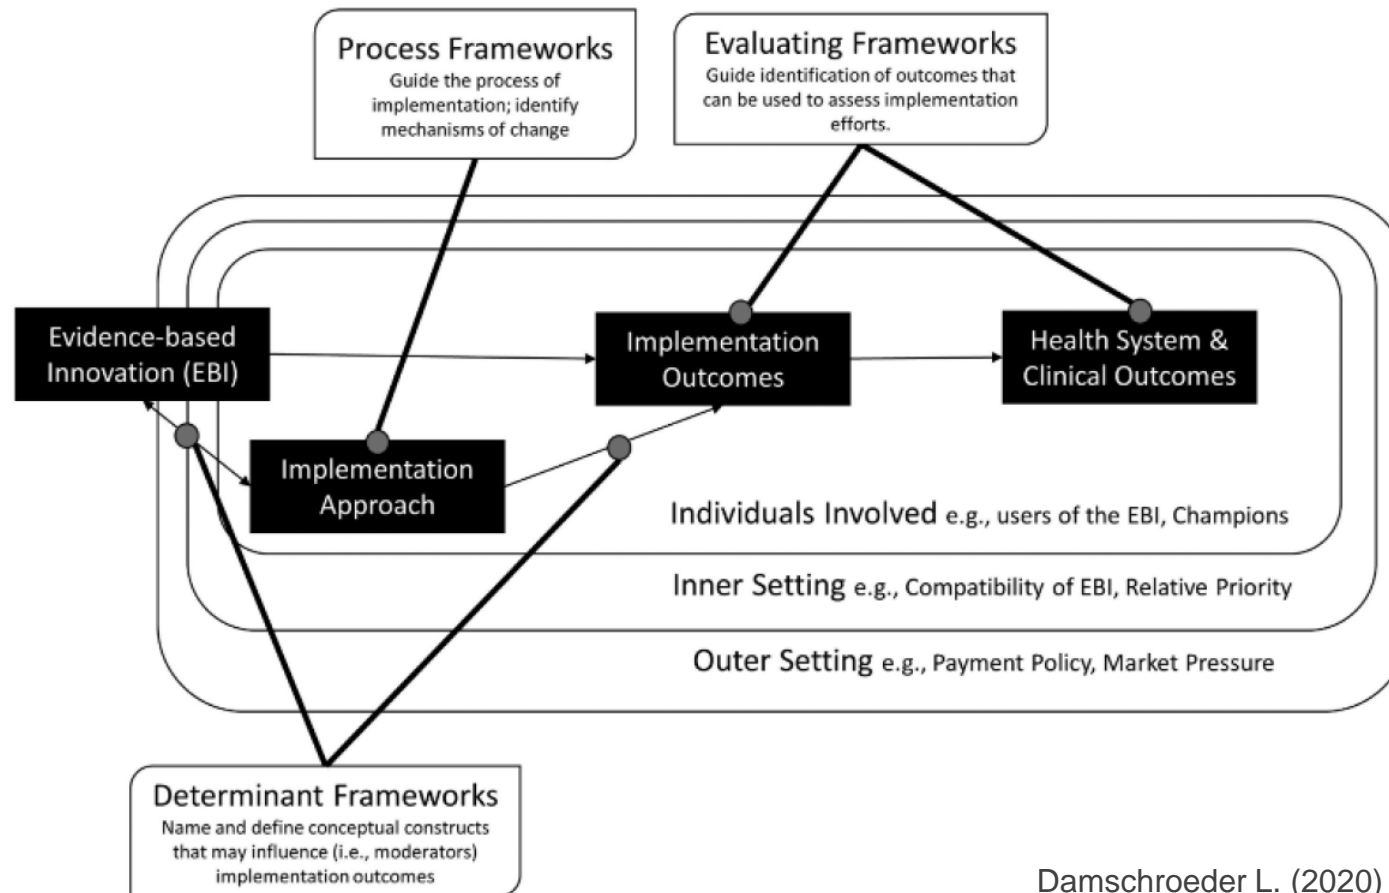 Process Frameworks
Guide the process of
implementation; identify
mechanisms of change
Evaluating Frameworks
Guide identification of outcomes that
can be used to assess implementation
efforts.
Evidence-based
Innovation (EBI)
Implementation
Outcomes
Health System &
Clinical Outcomes
Implementation
Approach
Individuals Involved e.g., users of the EBI, Champions
Inner Setting e.g., Compatibility of EBI, Relative Priority
Outer Setting e.g., Payment Policy, Market Pressure
Determinant Frameworks
Name and define conceptual constructs
that may influence (i.e., moderators)
implementation outcomes
Damschroeder L. (2020)